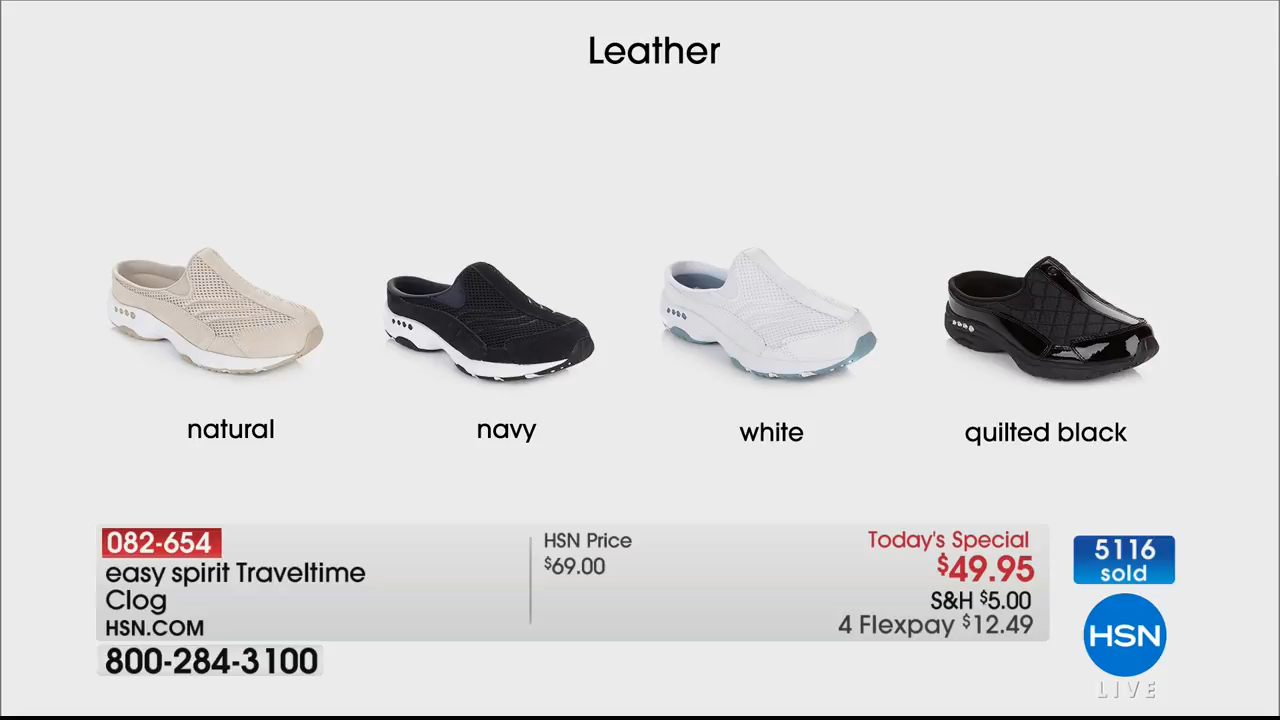 Leather
natural
navy
white
quilted black
082-654
easy spirit Traveltime
Clog
HSN.COM
800-284-3100
HSN Price
$69.00
Today's Special
$49.95
S&H $5.00
4 Flexpay $12.49
5116
sold
HSN
LIVE